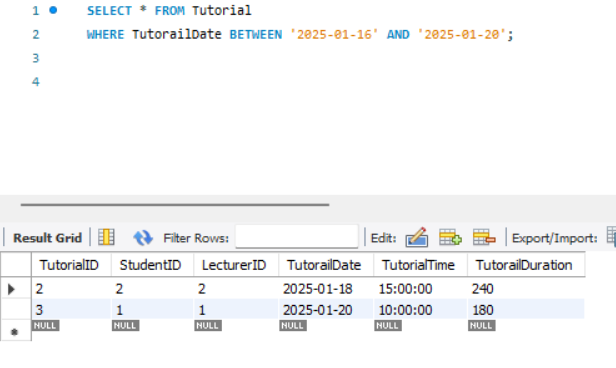 1 SELECT * FROM Tutorial
2 WHERE TutorailDate BETWEEN '2025-01-16' AND '2025-01-20';
3
4
Result Grid Filter Rows: Edit: Export/Import:
TutorialID StudentID LecturerID TutorailDate TutorialTime TutorailDuration
2 2 2 2025-01-18 15:00:00 240
3 1 1 2025-01-20 10:00:00 180
NULL NULL NULL NULL NULL NULL